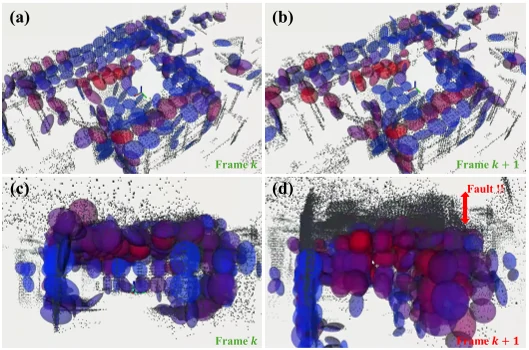 (a)
Frame k
(b)
Frame k + 1
(c)
Frame k
(d)
Fault !!
Frame k + 1